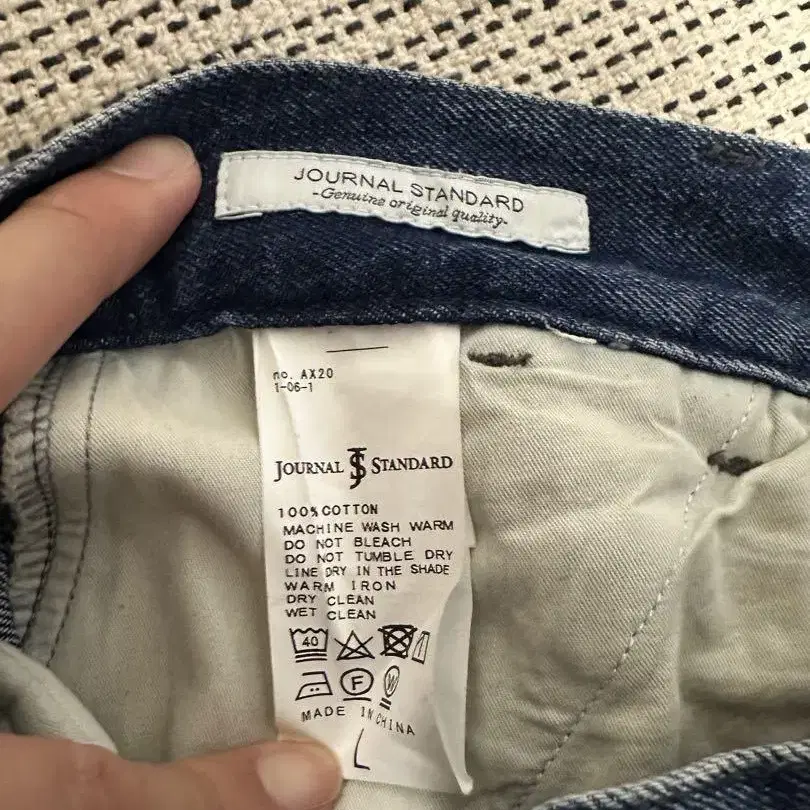 JOURNAL STANDARD
-Genuine original quality-
no. AX20
1-06-1
JOURNAL JS STANDARD
100% COTTON
MACHINE WASH WARM
DO NOT BLEACH
DO NOT TUMBLE DRY
LINE DRY IN THE SHADE
WARM IRON
DRY CLEAN
WET CLEAN
40
F W
MADE IN CHINA
L